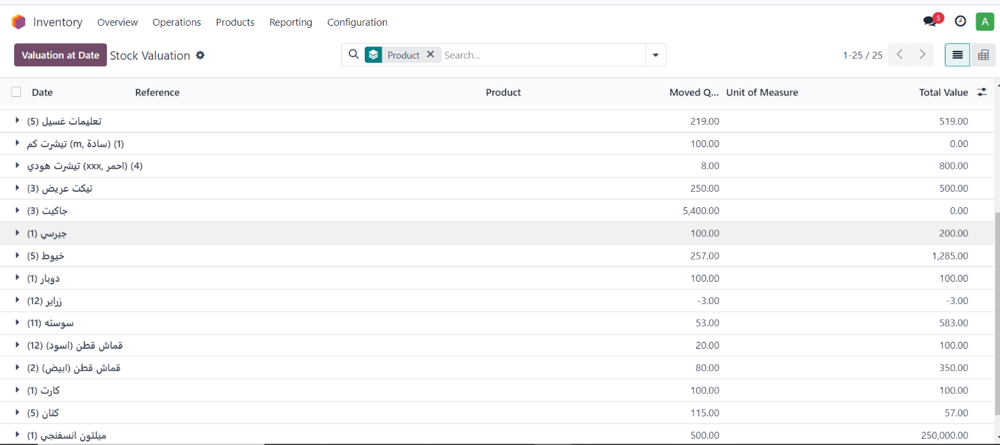 Inventory Overview Operations Products Reporting Configuration 5 A
Valuation at Date Stock Valuation Product Search... 1-25 / 25
Date Reference Product Moved Q... Unit of Measure Total Value
تعليمات غسيل (5) 219.00 519.00
تيشرت كم (m, سادة) (1) 100.00 0.00
تيشرت هودي (xxx, احمر) (4) 8.00 800.00
تيكت عريض (3) 250.00 500.00
جاكيت (3) 5,400.00 0.00
جيرسي (1) 100.00 200.00
خيوط (5) 257.00 1,285.00
دوبار (1) 100.00 100.00
زراير (12) -3.00 -3.00
سوسته (11) 53.00 583.00
قماش قطن (اسود) (12) 20.00 100.00
قماش قطن (ابيض) (2) 80.00 350.00
كارت (1) 100.00 100.00
كتان (5) 115.00 57.00
ميلتون انسفنجي (1) 500.00 250,000.00